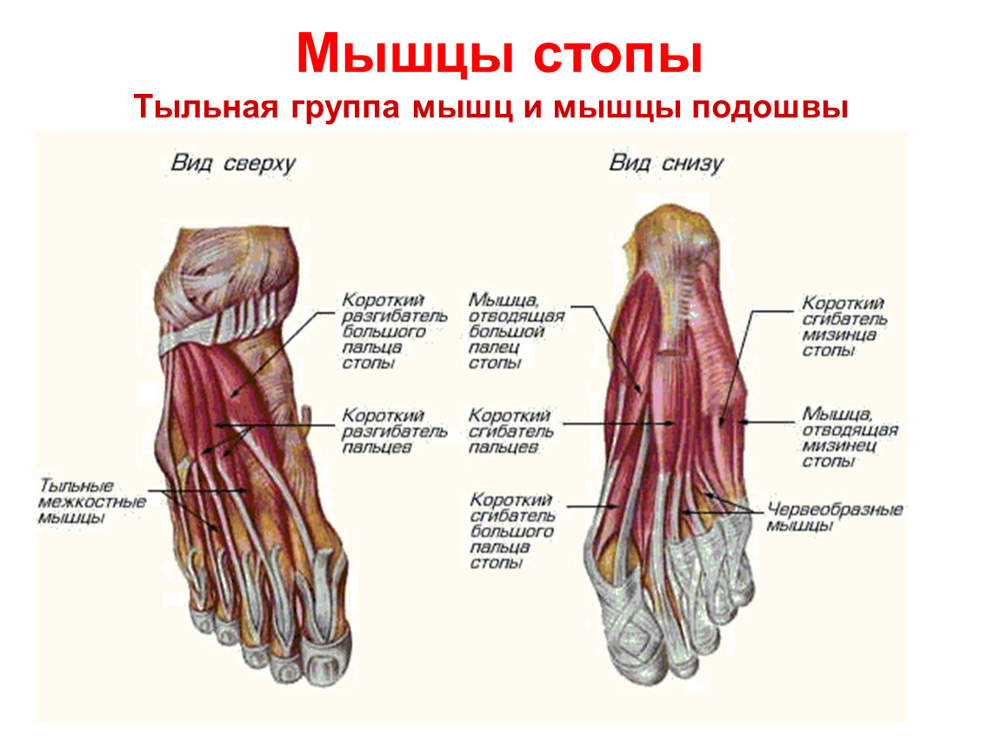 Мышцы стопы
Тыльная группа мышц и мышцы подошвы
Вид сверху
Короткий
разгибатель
большого
пальца
стопы
Короткий
разгибатель
пальцев
Тыльные
межкостные
мышцы
Вид снизу
Мышца,
отводящая
большой
палец
стопы
Короткий
сгибатель
пальцев
Короткий
сгибатель
большого
пальца
стопы
Короткий
сгибатель
мизинца
стопы
Мышца,
отводящая
мизинец
стопы
Червеобразные
мышцы